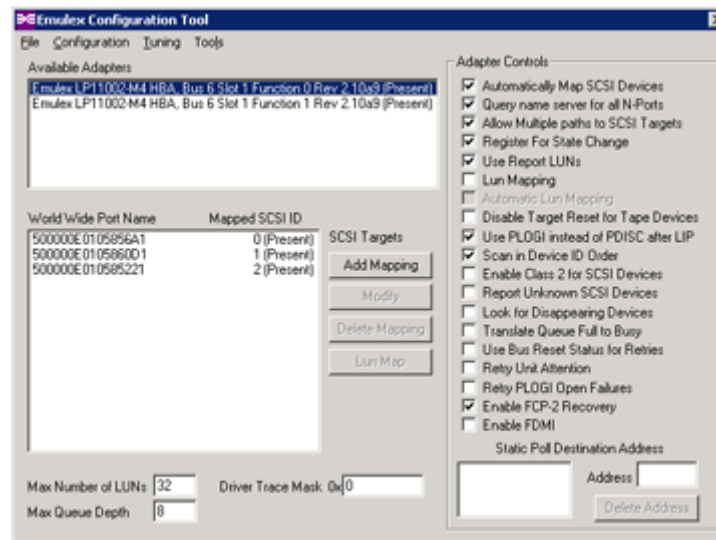 Emulex Configuration Tool
File Configuration Tuning Tools
Available Adapters
Emulex LP11002-M4 HBA, Bus 6 Slot 1 Function 0 Rev 2.10a9 (Present)
Emulex LP11002-M4 HBA, Bus 6 Slot 1 Function 1 Rev 2.10a9 (Present)
World Wide Port Name Mapped SCSI ID
500000E0105856A1 0 (Present)
500000E0105860D1 1 (Present)
500000E010585221 2 (Present)
SCSI Targets
Add Mapping
Modify
Delete Mapping
Lun Map
Max Number of LUNs 32
Driver Trace Mask 0x 0
Max Queue Depth 8
Adapter Controls
Automatically Map SCSI Devices
Query name server for all N-Ports
Allow Multiple paths to SCSI Targets
Register For State Change
Use Report LUNs
Lun Mapping
Automatic Lun Mapping
Disable Target Reset for Tape Devices
Use PLOGI instead of PDISC after LIP
Scan in Device ID Order
Enable Class 2 for SCSI Devices
Report Unknown SCSI Devices
Look for Disappearing Devices
Translate Queue Full to Busy
Use Bus Reset Status for Retries
Retry Unit Attention
Retry PLOGI Open Failures
Enable FCP-2 Recovery
Enable FDMI
Static Poll Destination Address
Address
Delete Address